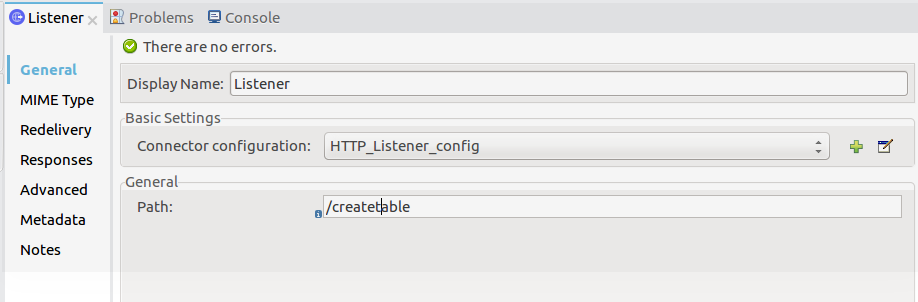 Listener
Problems
Console
There are no errors.
General
MIME Type
Redelivery
Responses
Advanced
Metadata
Notes
Display Name: Listener
Basic Settings
Connector configuration: HTTP_Listener_config
General
Path: /createtable